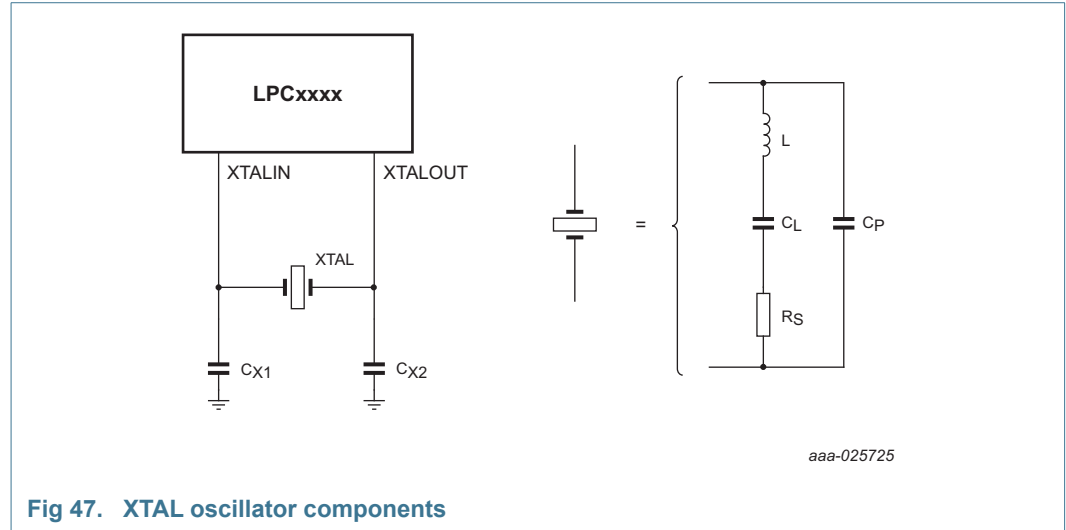 LPCxxxx
XTALIN
XTALOUT
XTAL
CX1
CX2
=
L
CL
CP
RS
aaa-025725
Fig 47. XTAL oscillator components